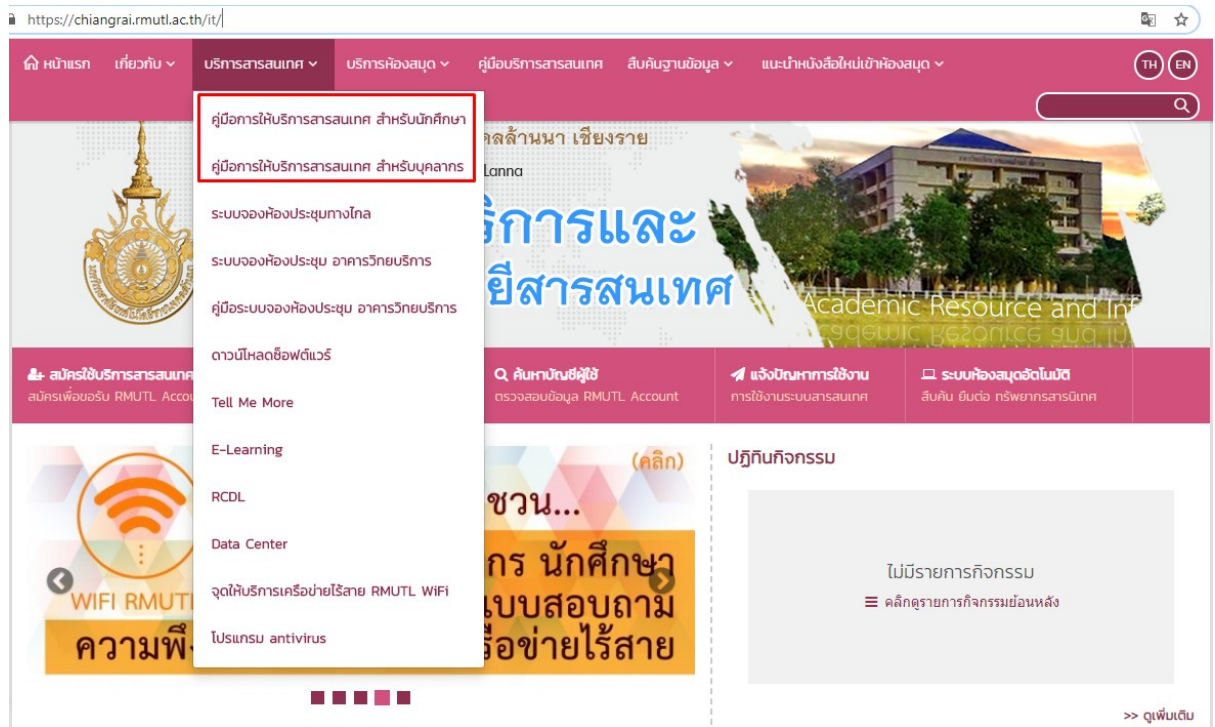 https://chiangrai.rmutl.ac.th/it/
หน้าแรก เกี่ยวกับ บริการสารสนเทศ บริการห้องสมุด คู่มือบริการสารสนเทศ สืบค้นฐานข้อมูล แนะนำหนังสือใหม่เข้าห้องสมุด TH EN
คู่มือการให้บริการสารสนเทศ สำหรับนักศึกษา
คู่มือการให้บริการสารสนเทศ สำหรับบุคลากร
ระบบจองห้องประชุมทางไกล
ระบบจองห้องประชุม อาคารวิทยบริการ
คู่มือระบบจองห้องประชุม อาคารวิทยบริการ
ดาวน์โหลดซ็อฟต์แวร์
Tell Me More
E-Learning
RCDL
Data Center
จุดให้บริการเครือข่ายไร้สาย RMUTL WiFi
โปรแกรม antivirus
คลล้านนา เชียงราย
Lanna
ริการและ
ยีสารสนเทศ
Academic Resource and Inf
สมัครใช้บริการสารสนเทศ
สมัครเพื่อขอรับ RMUTL Accou
ค้นหาบัญชีผู้ใช้
ตรวจสอบข้อมูล RMUTL Account
แจ้งปัญหาการใช้งาน
การใช้งานระบบสารสนเทศ
ระบบห้องสมุดอัตโนมัติ
สืบค้น ยืมต่อ ทรัพยากรสารนิเทศ
(คลิก)
ชวน...
กร นักศึกษา
WIFI RMUT
แบบสอบถาม
ความพึ
รือข่ายไร้สาย
ปฏิทินกิจกรรม
ไม่มีรายการกิจกรรม
คลิกดูรายการกิจกรรมย้อนหลัง
>> ดูเพิ่มเติม